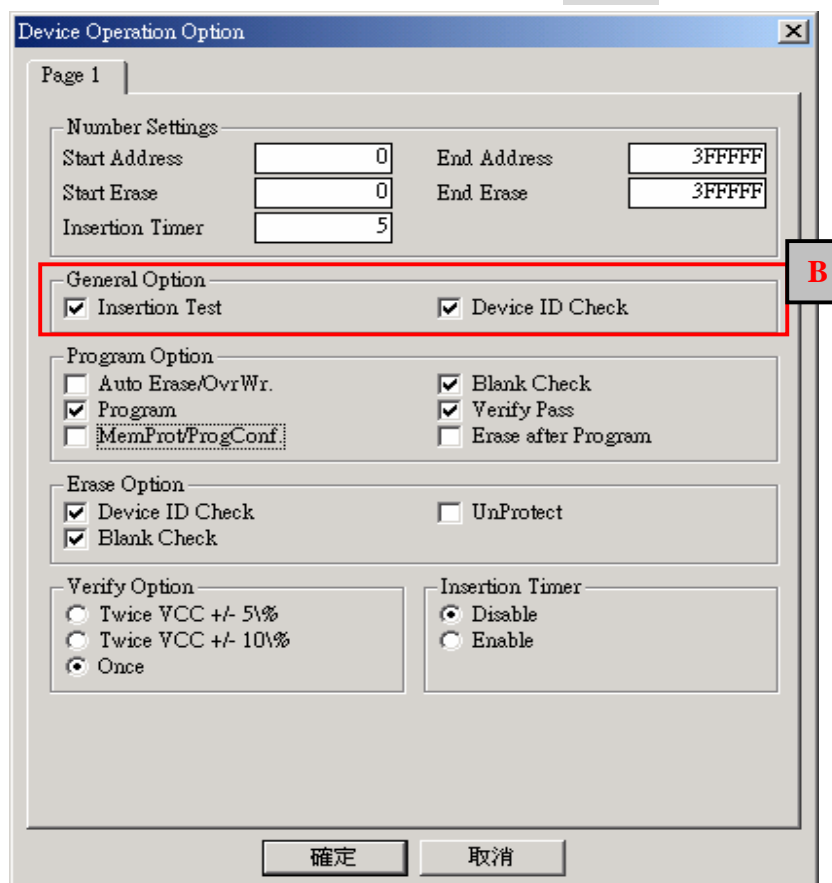 Device Operation Option
Page 1
Number Settings
Start Address 0 End Address 3FFFFF
Start Erase 0 End Erase 3FFFFF
Insertion Timer 5
B
General Option
Insertion Test Device ID Check
Program Option
Auto Erase/OvrWr. Blank Check
Program Verify Pass
MemProt/ProgConf. Erase after Program
Erase Option
Device ID Check UnProtect
Blank Check
Verify Option Insertion Timer
Twice VCC +/- 5\% Disable
Twice VCC +/- 10\% Enable
Once
確定 取消